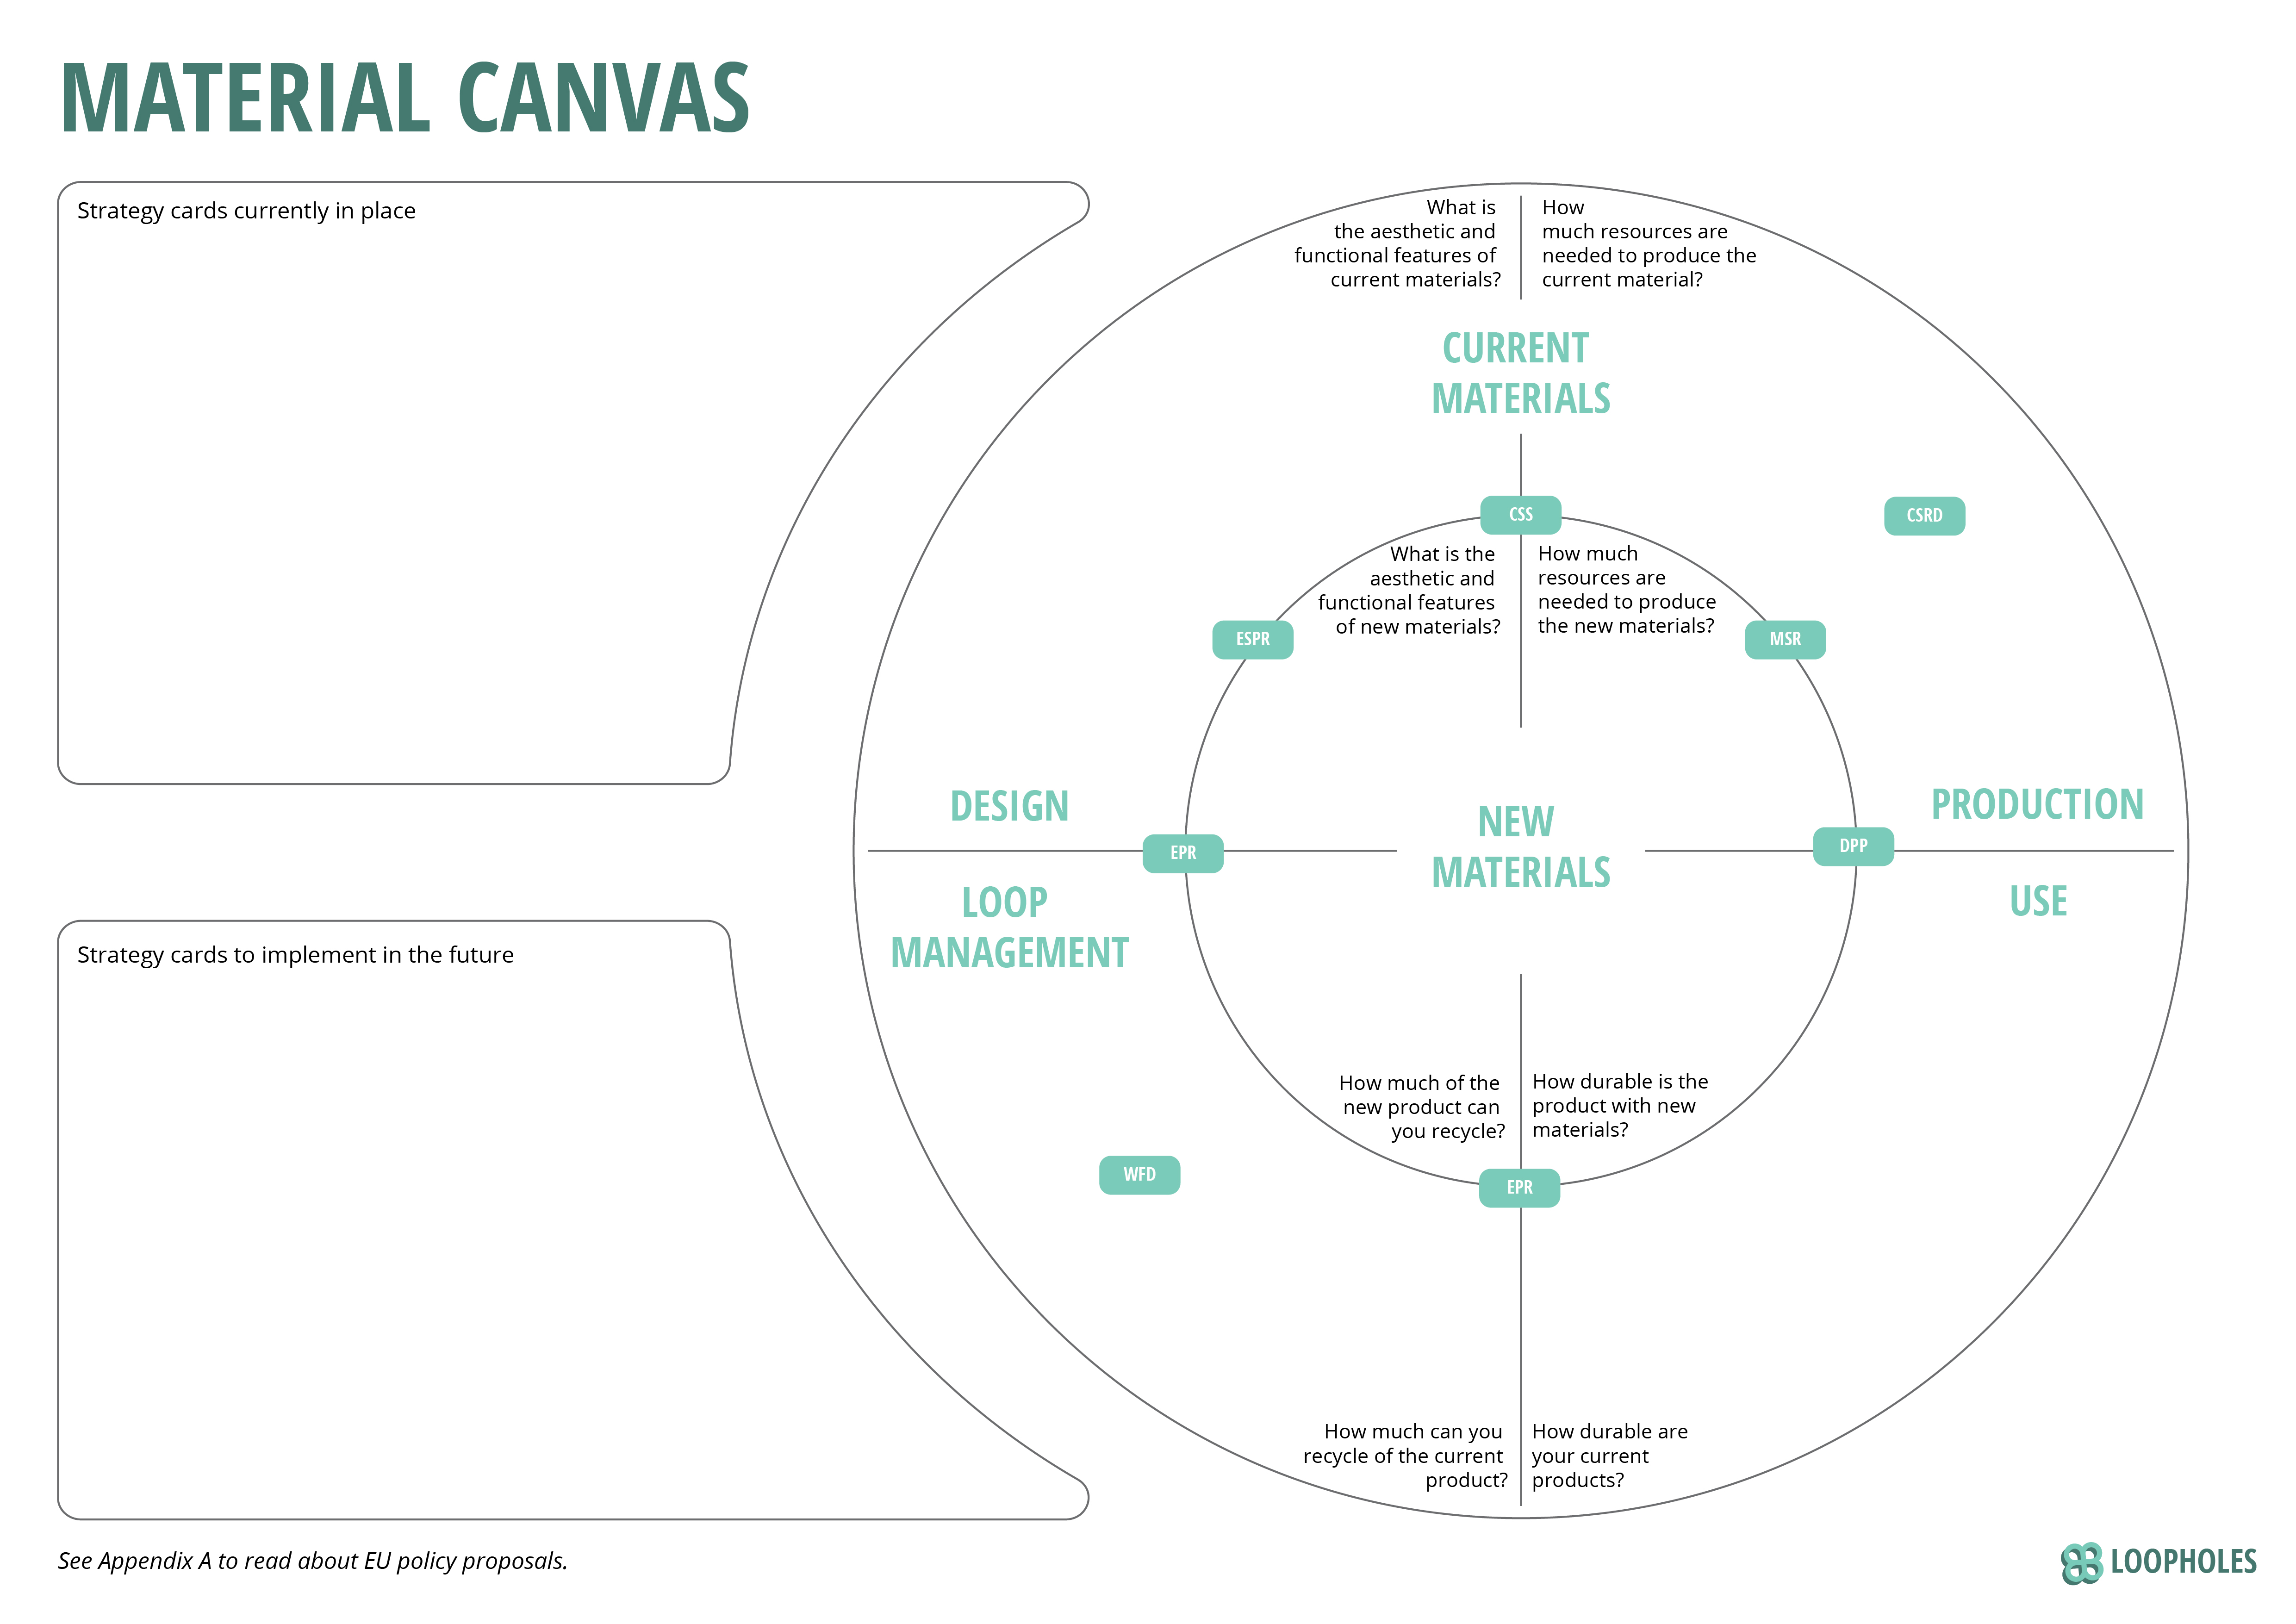 MATERIAL CANVAS
Strategy cards currently in place
What is
the aesthetic and
functional features of
current materials?
How
much resources are
needed to produce the
current material?
CURRENT
MATERIALS
CSS
CSRD
What is the
aesthetic and
functional features
of new materials?
How much
resources are
needed to produce
the new materials?
ESPR
MSR
DESIGN
PRODUCTION
NEW
MATERIALS
EPR
DPP
LOOP
MANAGEMENT
USE
Strategy cards to implement in the future
How much of the
new product can
you recycle?
How durable is the
product with new
materials?
WFD
EPR
How much can you
recycle of the current
product?
How durable are
your current
products?
See Appendix A to read about EU policy proposals.
LOOPHOLES